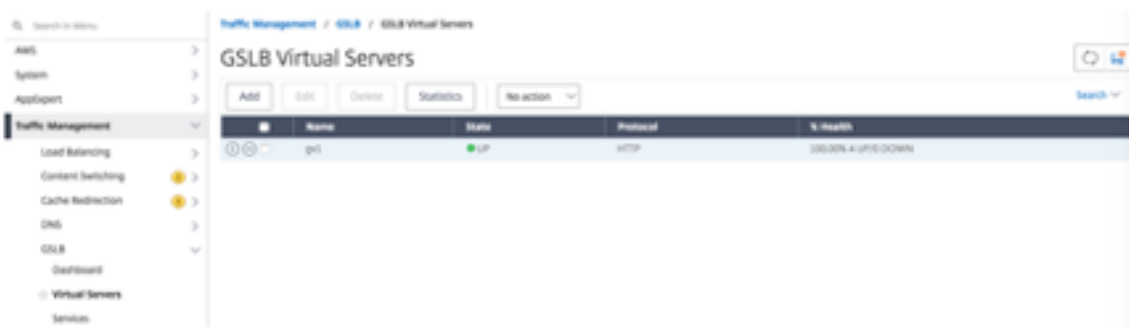 Search in Menu
AWS
System
AppExpert
Traffic Management
Load Balancing
Content Switching
Cache Redirection
DNS
GSLB
Dashboard
Virtual Servers
Services
Traffic Management / GSLB / GSLB Virtual Servers
GSLB Virtual Servers
Add Edit Delete Statistics No action
Search
Name State Protocol % Health
gv1 UP HTTP 100.00% 4 UP/0 DOWN